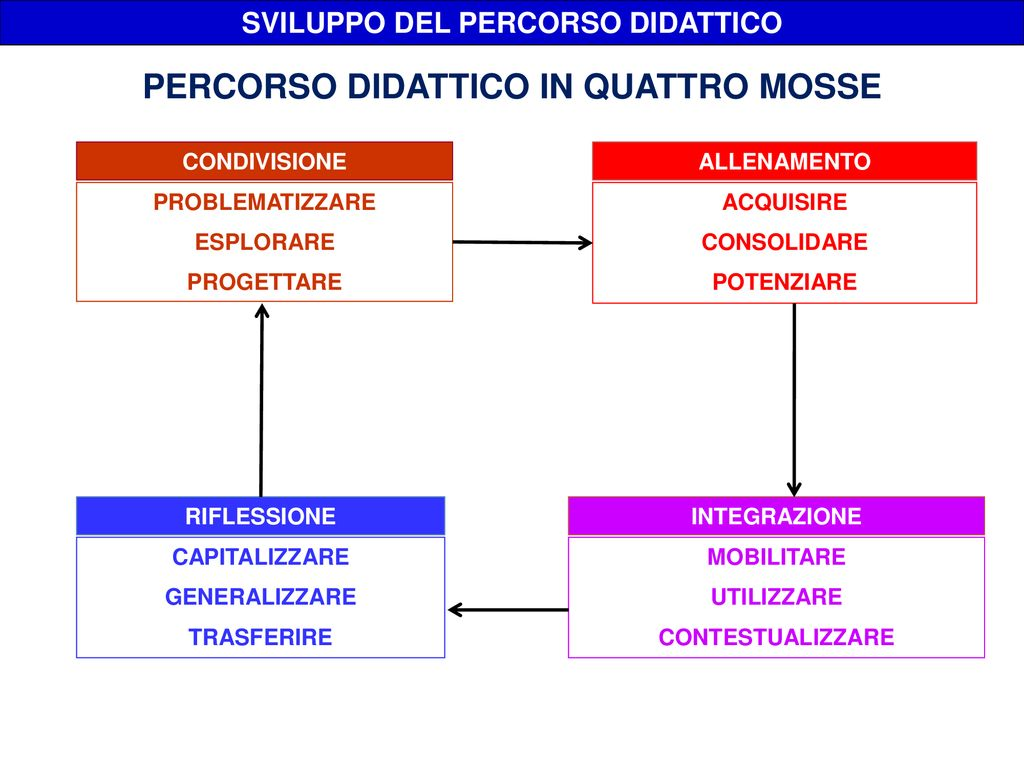 SVILUPPO DEL PERCORSO DIDATTICO
PERCORSO DIDATTICO IN QUATTRO MOSSE
CONDIVISIONE
PROBLEMATIZZARE
ESPLORARE
PROGETTARE
ALLENAMENTO
ACQUISIRE
CONSOLIDARE
POTENZIARE
RIFLESSIONE
CAPITALIZZARE
GENERALIZZARE
TRASFERIRE
INTEGRAZIONE
MOBILITARE
UTILIZZARE
CONTESTUALIZZARE